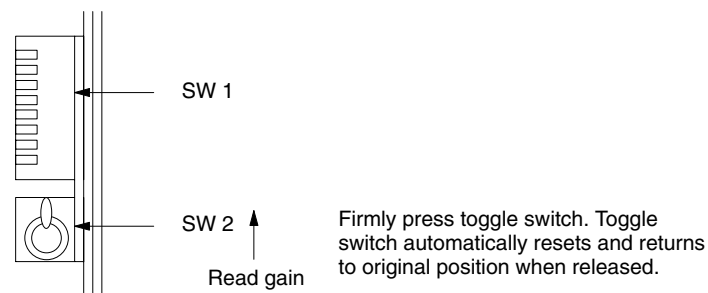 SW 1
SW 2
Read gain
Firmly press toggle switch. Toggle
switch automatically resets and returns
to original position when released.